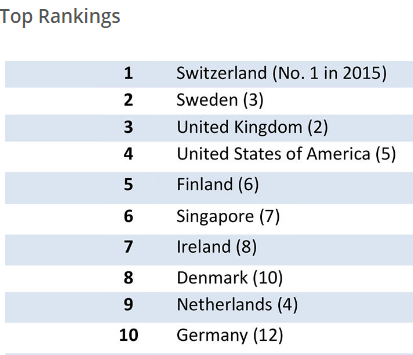 Top Rankings
1 Switzerland (No. 1 in 2015)
2 Sweden (3)
3 United Kingdom (2)
4 United States of America (5)
5 Finland (6)
6 Singapore (7)
7 Ireland (8)
8 Denmark (10)
9 Netherlands (4)
10 Germany (12)